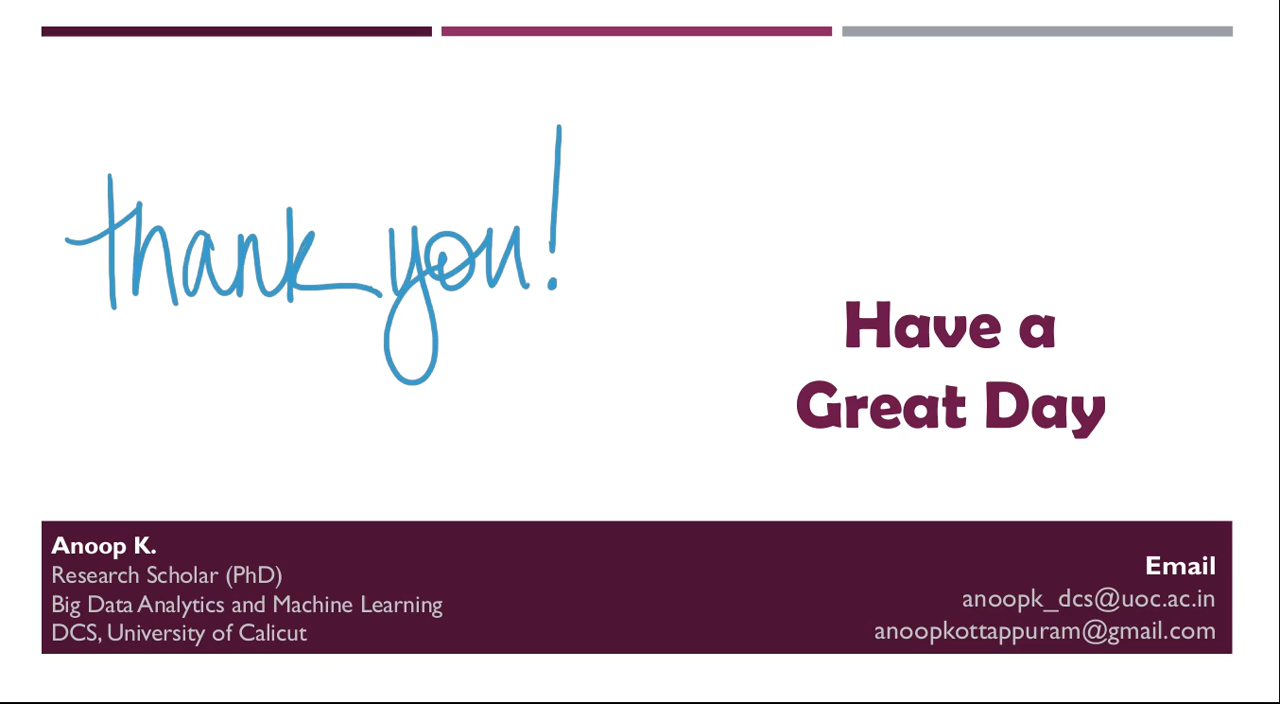 thank you!
Have a
Great Day
Anoop K.
Research Scholar (PhD)
Big Data Analytics and Machine Learning
DCS, University of Calicut
Email
anoopk_dcs@uoc.ac.in
anoopkottappuram@gmail.com